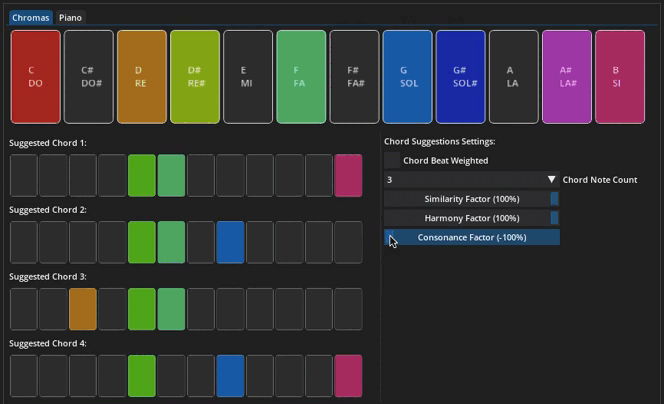 Chromas Piano
C C# D D# E F F# G G# A A# B
DO DO# RE RE# MI FA FA# SOL SOL# LA LA# SI
Suggested Chord 1:
Suggested Chord 2:
Suggested Chord 3:
Suggested Chord 4:
Chord Suggestions Settings:
Chord Beat Weighted
3 Chord Note Count
Similarity Factor (100%)
Harmony Factor (100%)
Consonance Factor (-100%)